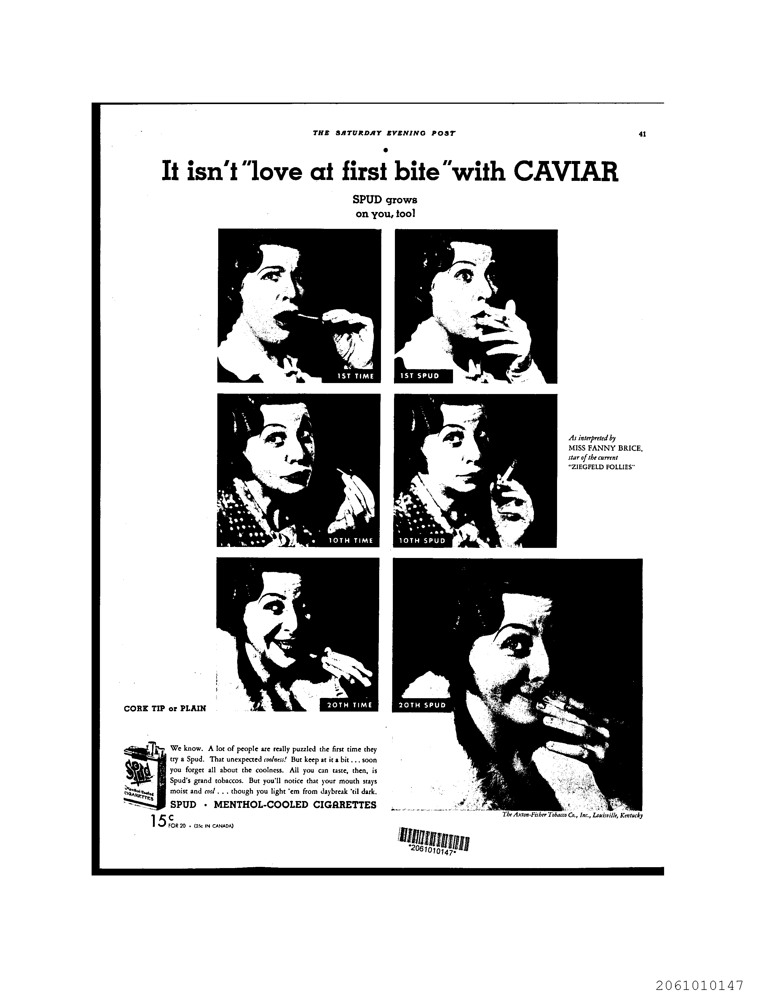 THE SATURDAY EVENING POST
41
It isn't "love at first bite" with CAVIAR
SPUD grows
on you, too!
1ST TIME
1ST SPUD
As interpreted by
MISS FANNY BRICE,
star of the current
"ZIEGFELD FOLLIES"
10TH TIME
10TH SPUD
20TH TIME
20TH SPUD
CORK TIP or PLAIN
Spud
CIGARETTES
We know. A lot of people are really puzzled the first time they
try a Spud. That unexpected coolness! But keep at it a bit . . . soon
you forget all about the coolness. All you can taste, then, is
Spud's grand tobaccos. But you'll notice that your mouth stays
moist and cool . . . though you light 'em from daybreak 'til dark.
SPUD · MENTHOL-COOLED CIGARETTES
15¢ FOR 20 • (25c IN CANADA)
The Axton-Fisher Tobacco Co., Inc., Louisville, Kentucky
*2061010147*
2061010147